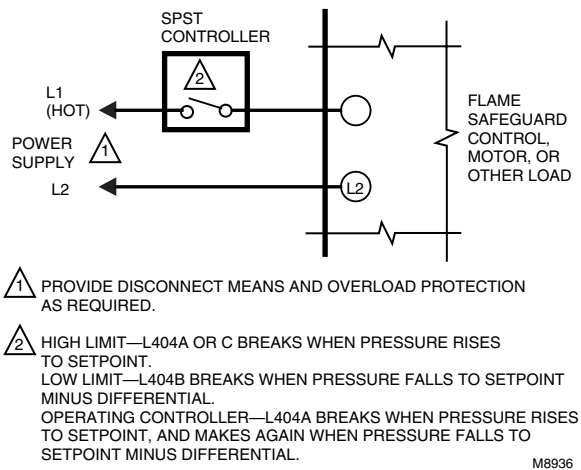 SPST
CONTROLLER
2
L1
(HOT)
POWER
SUPPLY
1
L2
L2
FLAME
SAFEGUARD
CONTROL,
MOTOR, OR
OTHER LOAD
1 PROVIDE DISCONNECT MEANS AND OVERLOAD PROTECTION
AS REQUIRED.
2 HIGH LIMIT—L404A OR C BREAKS WHEN PRESSURE RISES
TO SETPOINT.
LOW LIMIT—L404B BREAKS WHEN PRESSURE FALLS TO SETPOINT
MINUS DIFFERENTIAL.
OPERATING CONTROLLER—L404A BREAKS WHEN PRESSURE RISES
TO SETPOINT, AND MAKES AGAIN WHEN PRESSURE FALLS TO
SETPOINT MINUS DIFFERENTIAL.
M8936